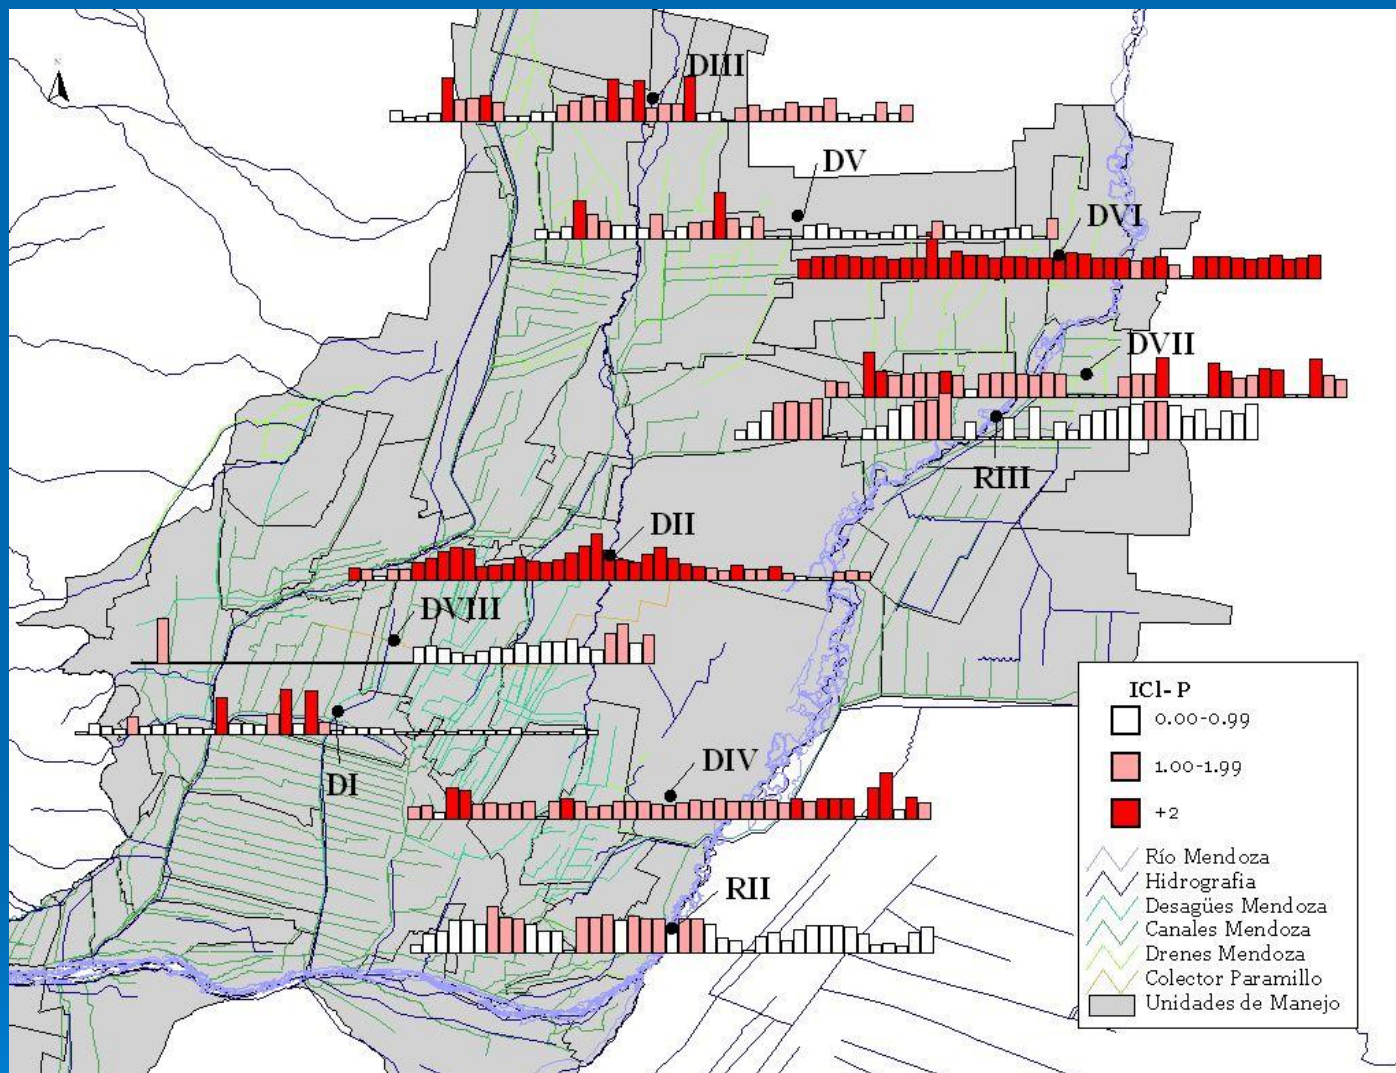 N
DIII
DV
DVI
DVII
RIII
DII
DVIII
DI
DIV
RII
ICl-P
0.00-0.99
1.00-1.99
+2
Río Mendoza
Hidrografia
Desagües Mendoza
Canales Mendoza
Drenes Mendoza
Colector Paramillo
Unidades de Manejo